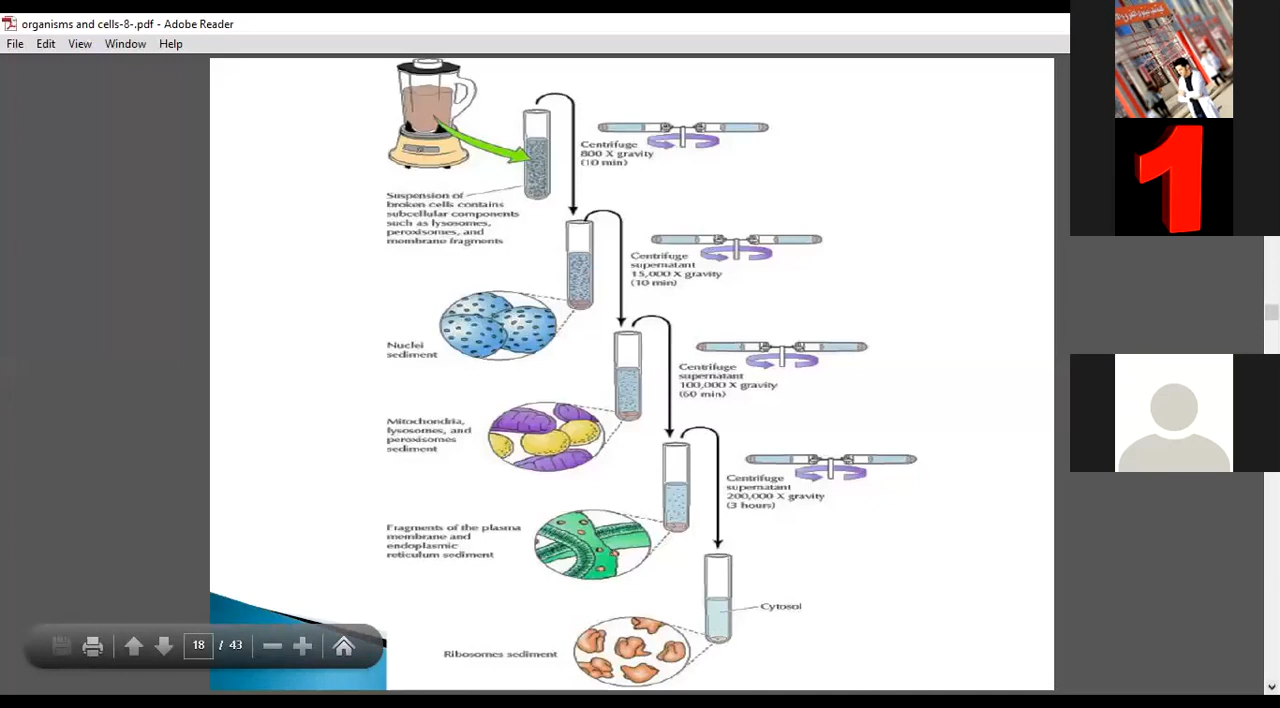 organisms and cells-8-.pdf - Adobe Reader
File Edit View Window Help
Centrifuge
800 X gravity
(10 min)
Suspension of
broken cells contains
subcellular components
such as lysosomes,
peroxisomes, and
membrane fragments
Centrifuge
supernatant
15,000 X gravity
(10 min)
Nuclei
sediment
Centrifuge
supernatant
100,000 X gravity
(60 min)
Mitochondria,
lysosomes, and
peroxisomes
sediment
Centrifuge
supernatant
200,000 X gravity
(3 hours)
Fragments of the plasma
membrane and
endoplasmic
reticulum sediment
Cytosol
Ribosomes sediment
18 / 43
1